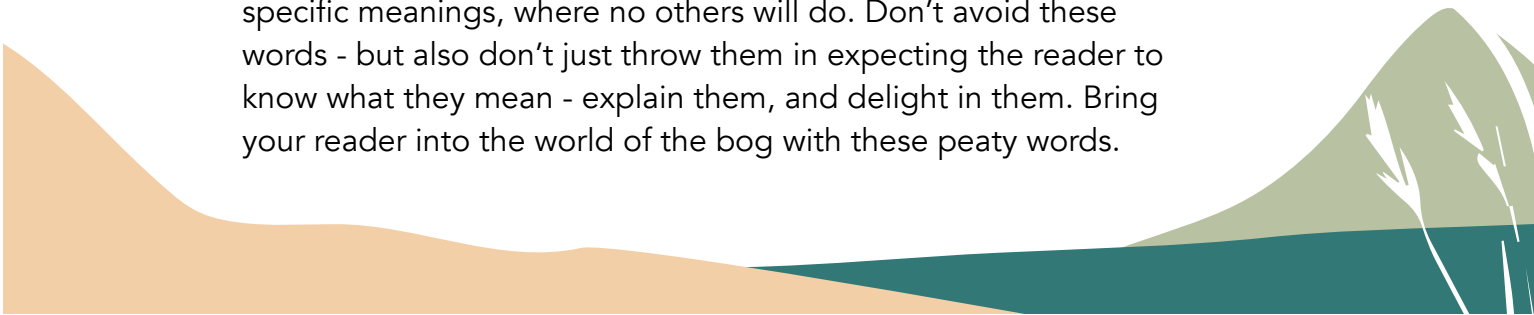 specific meanings, where no others will do. Don’t avoid these
words - but also don’t just throw them in expecting the reader to
know what they mean - explain them, and delight in them. Bring
your reader into the world of the bog with these peaty words.